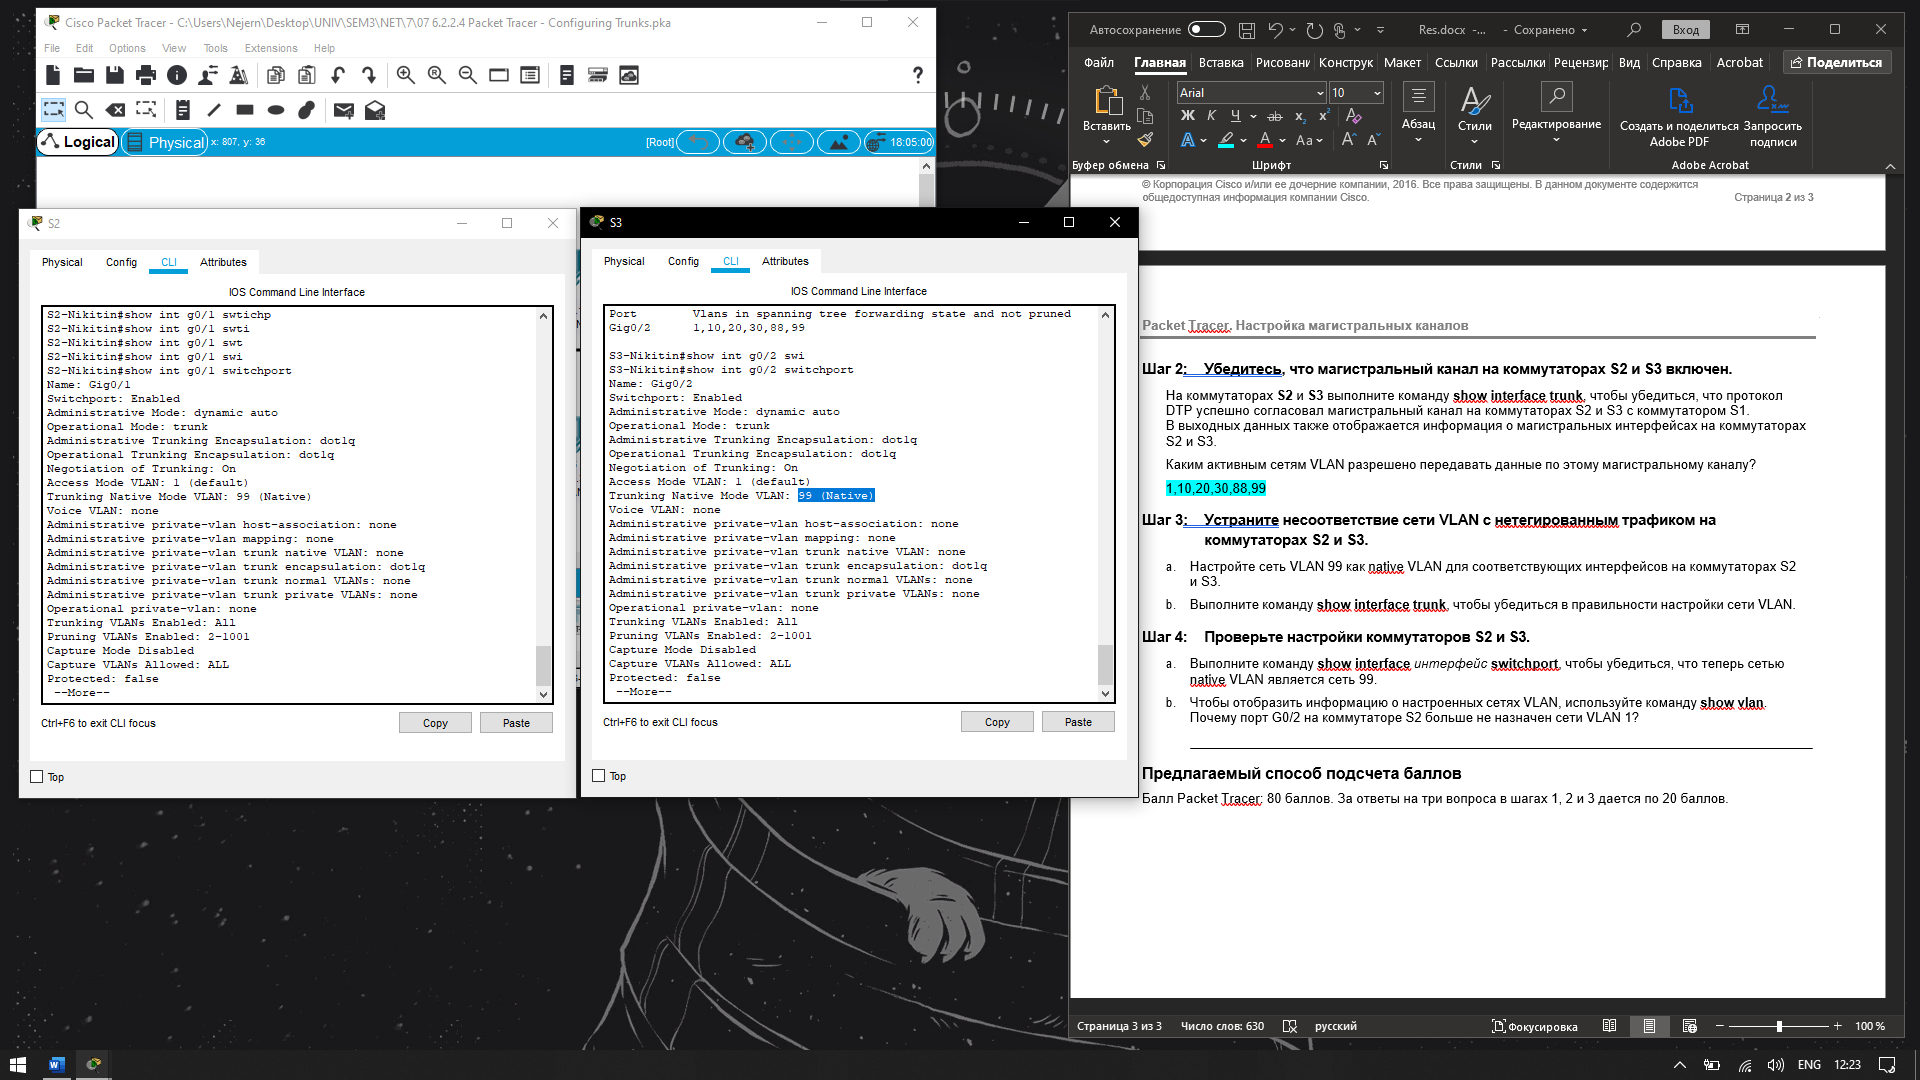 Cisco Packet Tracer - C:\Users\Nejern\Desktop\UNIV\SEM3\NET\7\07 6.2.2.4 Packet Tracer - Configuring Trunks.pka
File Edit Options View Tools Extensions Help
Logical Physical x: 807, y: 36 [Root] 18:05:00
S2
Physical Config CLI Attributes
IOS Command Line Interface
S2-Nikitin#show int g0/1 swtichp
S2-Nikitin#show int g0/1 swti
S2-Nikitin#show int g0/1 swt
S2-Nikitin#show int g0/1 swi
S2-Nikitin#show int g0/1 switchport
Name: Gig0/1
Switchport: Enabled
Administrative Mode: dynamic auto
Operational Mode: trunk
Administrative Trunking Encapsulation: dot1q
Operational Trunking Encapsulation: dot1q
Negotiation of Trunking: On
Access Mode VLAN: 1 (default)
Trunking Native Mode VLAN: 99 (Native)
Voice VLAN: none
Administrative private-vlan host-association: none
Administrative private-vlan mapping: none
Administrative private-vlan trunk native VLAN: none
Administrative private-vlan trunk encapsulation: dot1q
Administrative private-vlan trunk normal VLANs: none
Administrative private-vlan trunk private VLANs: none
Operational private-vlan: none
Trunking VLANs Enabled: All
Pruning VLANs Enabled: 2-1001
Capture Mode Disabled
Capture VLANs Allowed: ALL
Protected: false
--More--
Ctrl+F6 to exit CLI focus
Copy Paste
Top
S3
Physical Config CLI Attributes
IOS Command Line Interface
Port Vlans in spanning tree forwarding state and not pruned
Gig0/2 1,10,20,30,88,99
S3-Nikitin#show int g0/2 swi
S3-Nikitin#show int g0/2 switchport
Name: Gig0/2
Switchport: Enabled
Administrative Mode: dynamic auto
Operational Mode: trunk
Administrative Trunking Encapsulation: dot1q
Operational Trunking Encapsulation: dot1q
Negotiation of Trunking: On
Access Mode VLAN: 1 (default)
Trunking Native Mode VLAN: 99 (Native)
Voice VLAN: none
Administrative private-vlan host-association: none
Administrative private-vlan mapping: none
Administrative private-vlan trunk native VLAN: none
Administrative private-vlan trunk encapsulation: dot1q
Administrative private-vlan trunk normal VLANs: none
Administrative private-vlan trunk private VLANs: none
Operational private-vlan: none
Trunking VLANs Enabled: All
Pruning VLANs Enabled: 2-1001
Capture Mode Disabled
Capture VLANs Allowed: ALL
Protected: false
--More--
Ctrl+F6 to exit CLI focus
Copy Paste
Top
Автосохранение Res.docx -... - Сохранено Вход
Файл Главная Вставка Рисовани Конструк Макет Ссылки Рассылки Рецензир Вид Справка Acrobat Поделиться
Arial 10
Ж К Ч ab x₂ x² A
A A Aa A A
Вставить Абзац Стили Редактирование Создать и поделиться Adobe PDF Запросить подписи
Буфер обмена Шрифт Стили Adobe Acrobat
© Корпорация Cisco и/или ее дочерние компании, 2016. Все права защищены. В данном документе содержится
общедоступная информация компании Cisco. Страница 2 из 3
Packet Tracer. Настройка магистральных каналов
Шаг 2: Убедитесь, что магистральный канал на коммутаторах S2 и S3 включен.
На коммутаторах S2 и S3 выполните команду show interface trunk, чтобы убедиться, что протокол
DTP успешно согласовал магистральный канал на коммутаторах S2 и S3 с коммутатором S1.
В выходных данных также отображается информация о магистральных интерфейсах на коммутаторах
S2 и S3.
Каким активным сетям VLAN разрешено передавать данные по этому магистральному каналу?
1,10,20,30,88,99
Шаг 3: Устраните несоответствие сети VLAN с нетегированным трафиком на
коммутаторах S2 и S3.
a. Настройте сеть VLAN 99 как native VLAN для соответствующих интерфейсов на коммутаторах S2
и S3.
b. Выполните команду show interface trunk, чтобы убедиться в правильности настройки сети VLAN.
Шаг 4: Проверьте настройки коммутаторов S2 и S3.
a. Выполните команду show interface интерфейс switchport, чтобы убедиться, что теперь сетью
native VLAN является сеть 99.
b. Чтобы отобразить информацию о настроенных сетях VLAN, используйте команду show vlan.
Почему порт G0/2 на коммутаторе S2 больше не назначен сети VLAN 1?
Предлагаемый способ подсчета баллов
Балл Packet Tracer: 80 баллов. За ответы на три вопроса в шагах 1, 2 и 3 дается по 20 баллов.
Страница 3 из 3 Число слов: 630 русский Фокусировка 100 %
ENG 12:23